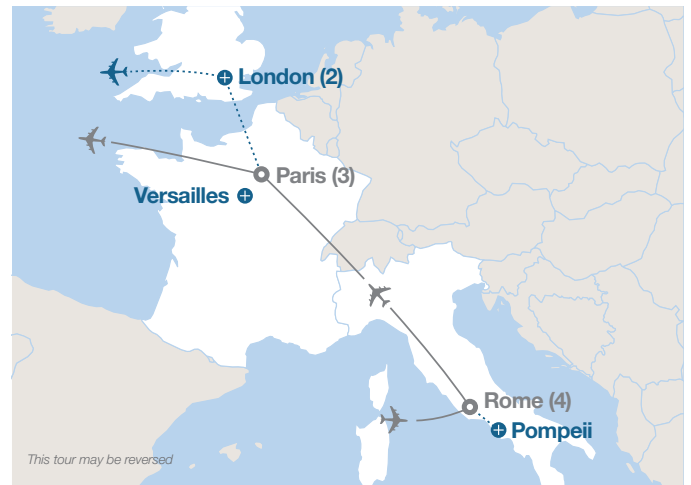 London (2)
Paris (3)
Versailles
Rome (4)
Pompeii
This tour may be reversed